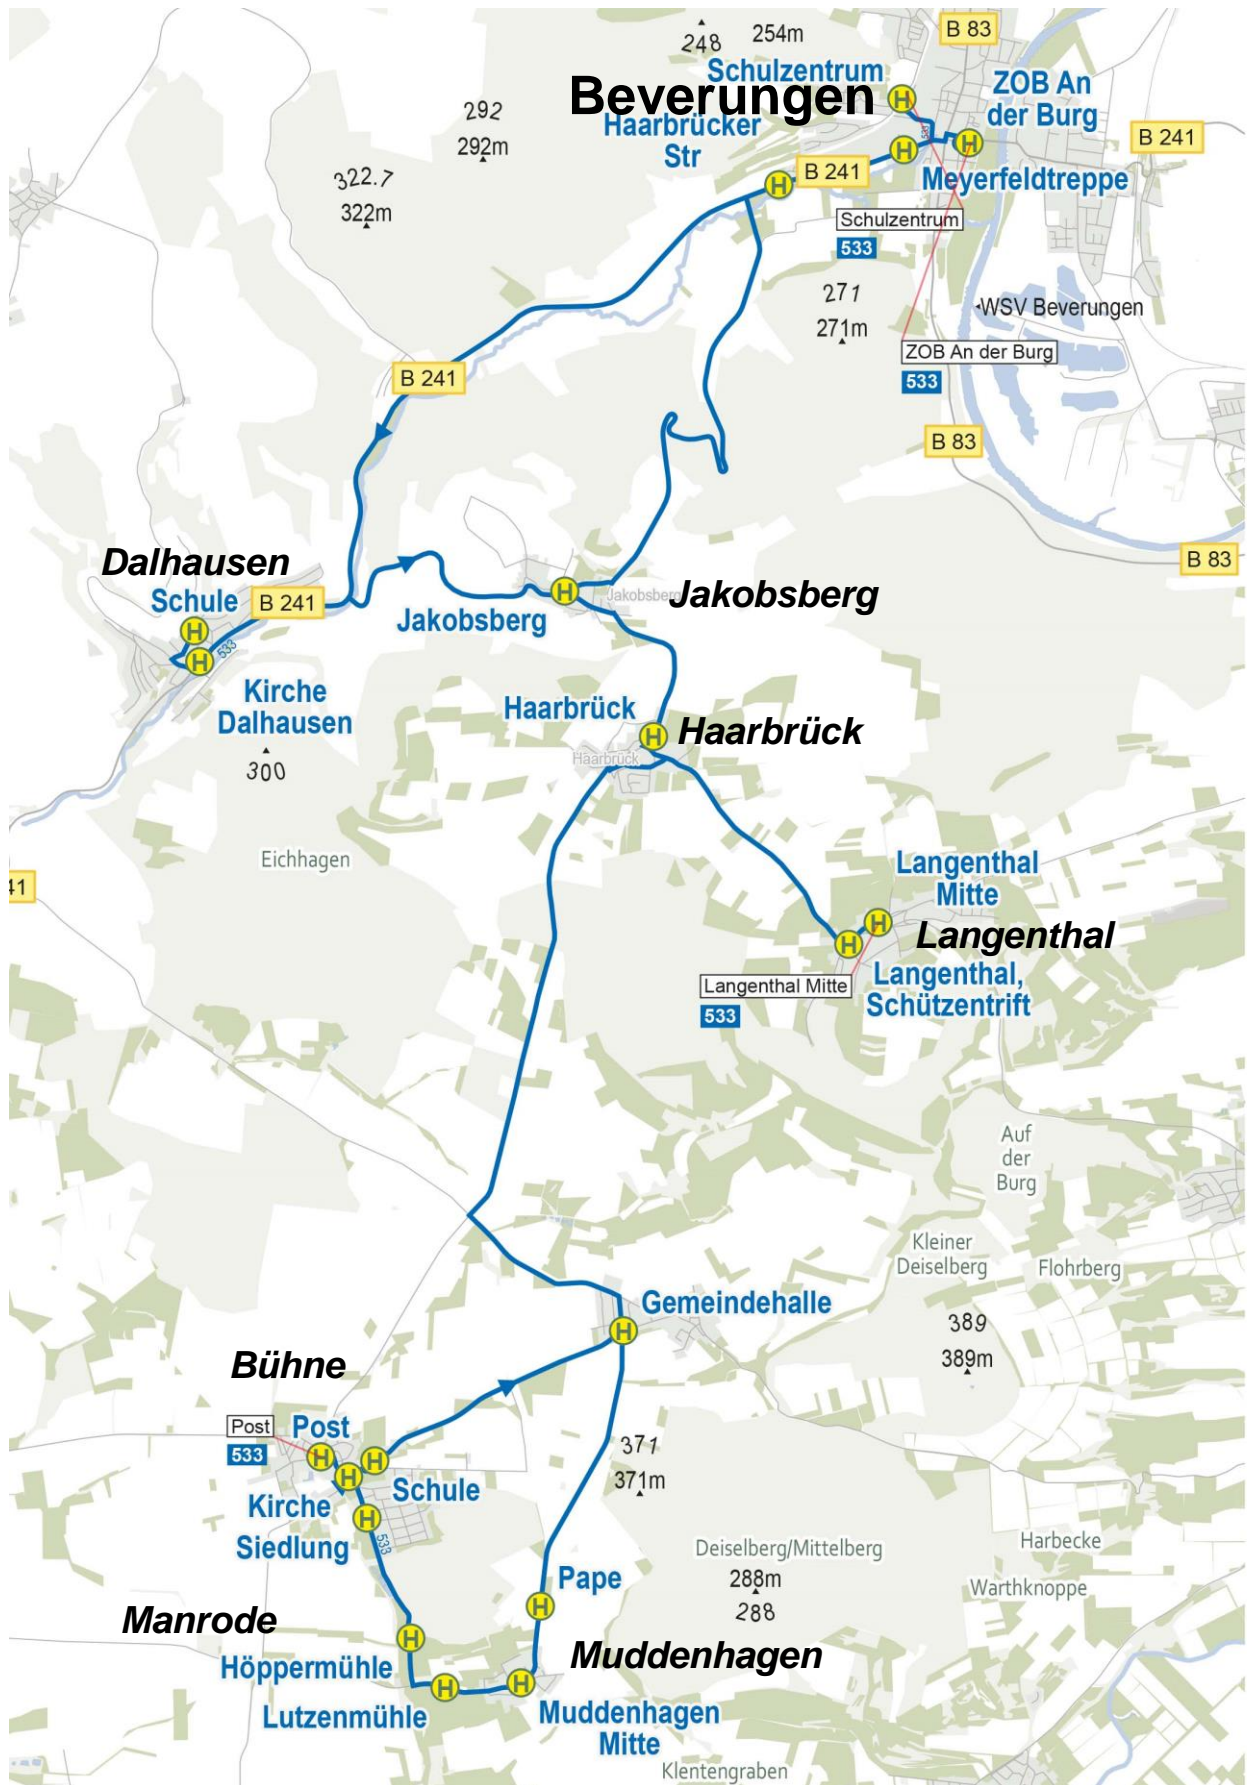 B 83
248
254m
Schulzentrum
Beverungen
ZOB An
der Burg
Haarbrücker
Str
292
292m
B 241
B 241
Meyerfeldtreppe
322.7
322m
Schulzentrum
533
271
271m
WSV Beverungen
ZOB An der Burg
533
B 241
B 83
B 83
Dalhausen
Schule
B 241
533
Jakobsberg
Jakobsberg
Jakobsberg
Kirche
Dalhausen
300
Haarbrück
Haarbrück
Haarbrück
Eichhagen
41
Langenthal
Mitte
Langenthal
Langenthal Mitte
533
Langenthal,
Schützentrift
Auf
der
Burg
Kleiner
Deiselberg
Flohrberg
Gemeindehalle
389
389m
Bühne
Post
533
Post
Schule
Kirche
Siedlung
533
371
371m
Deiselberg/Mittelberg
288m
288
Harbecke
Warthknoppe
Pape
Manrode
Höppermühle
Lutzenmühle
Muddenhagen
Muddenhagen
Mitte
Klentengraben